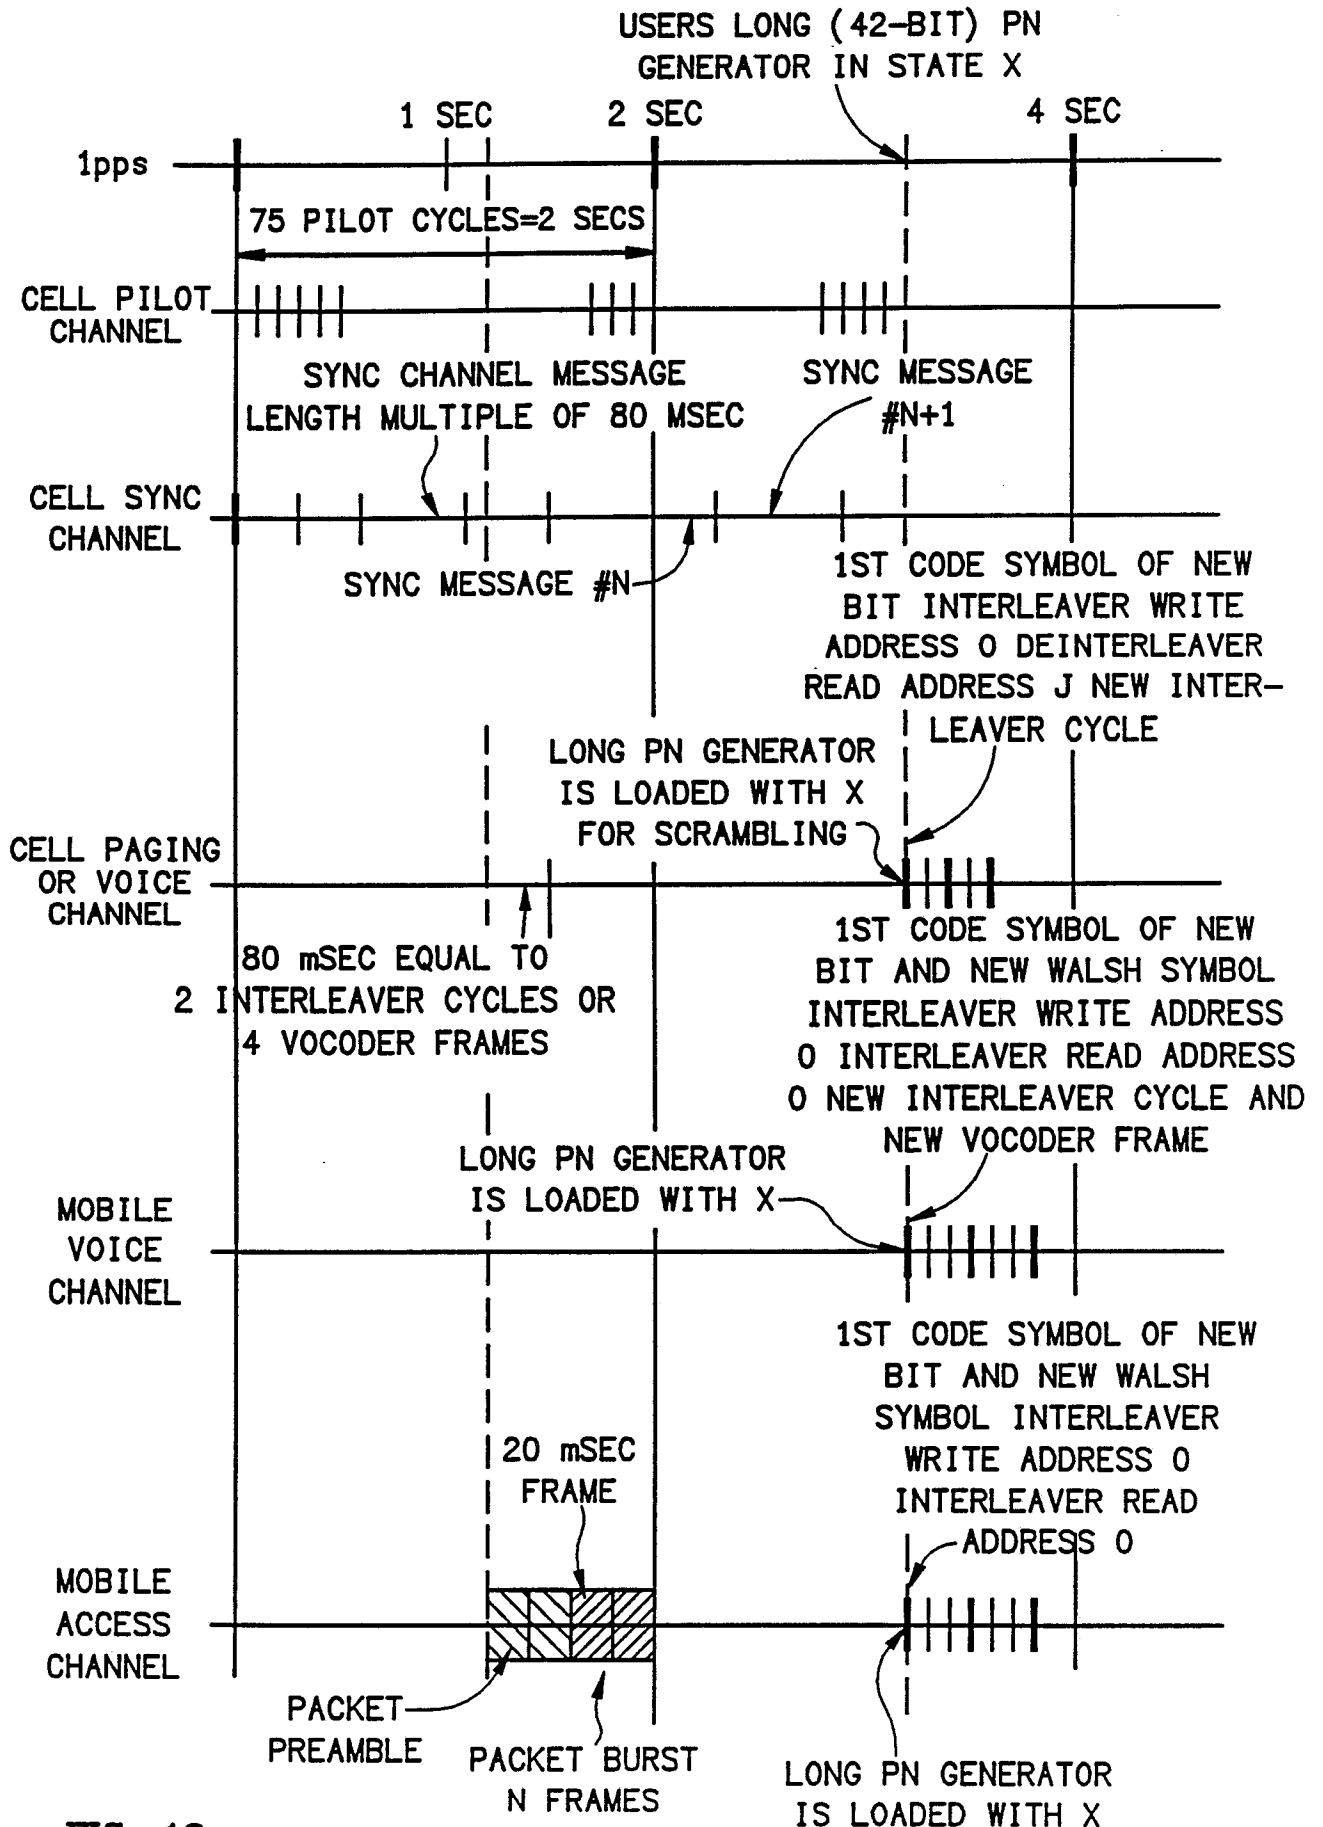 USERS LONG (42-BIT) PN
GENERATOR IN STATE X
1 SEC
2 SEC
4 SEC
1pps
75 PILOT CYCLES=2 SECS
CELL PILOT
CHANNEL
SYNC CHANNEL MESSAGE
LENGTH MULTIPLE OF 80 MSEC
SYNC MESSAGE
#N+1
CELL SYNC
CHANNEL
SYNC MESSAGE #N
1ST CODE SYMBOL OF NEW
BIT INTERLEAVER WRITE
ADDRESS 0 DEINTERLEAVER
READ ADDRESS J NEW INTER-
LEAVER CYCLE
LONG PN GENERATOR
IS LOADED WITH X
FOR SCRAMBLING
CELL PAGING
OR VOICE
CHANNEL
80 mSEC EQUAL TO
2 INTERLEAVER CYCLES OR
4 VOCODER FRAMES
1ST CODE SYMBOL OF NEW
BIT AND NEW WALSH SYMBOL
INTERLEAVER WRITE ADDRESS
0 INTERLEAVER READ ADDRESS
0 NEW INTERLEAVER CYCLE AND
NEW VOCODER FRAME
LONG PN GENERATOR
IS LOADED WITH X
MOBILE
VOICE
CHANNEL
1ST CODE SYMBOL OF NEW
BIT AND NEW WALSH
SYMBOL INTERLEAVER
WRITE ADDRESS 0
INTERLEAVER READ
ADDRESS 0
20 mSEC
FRAME
MOBILE
ACCESS
CHANNEL
PACKET
PREAMBLE
PACKET BURST
N FRAMES
LONG PN GENERATOR
IS LOADED WITH X